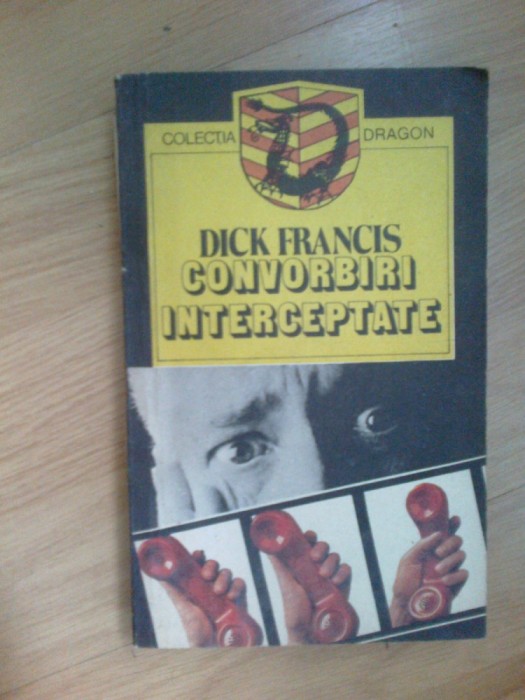 COLECTIA DRAGON
DICK FRANCIS
CONVORBIRI
INTERCEPTATE